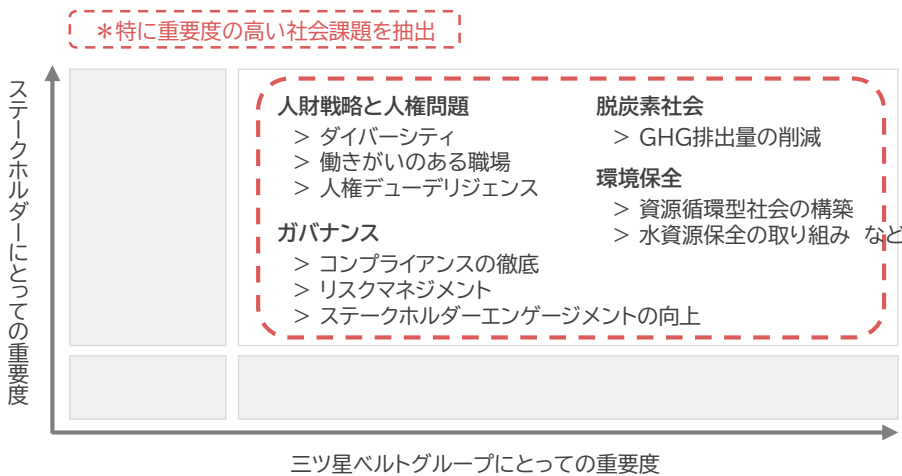 ＊特に重要度の高い社会課題を抽出
ステークホルダーにとっての重要度
人財戦略と人権問題
＞ ダイバーシティ
＞ 働きがいのある職場
＞ 人権デューデリジェンス
ガバナンス
＞ コンプライアンスの徹底
＞ リスクマネジメント
＞ ステークホルダーエンゲージメントの向上
脱炭素社会
＞ GHG排出量の削減
環境保全
＞ 資源循環型社会の構築
＞ 水資源保全の取り組み など
三ツ星ベルトグループにとっての重要度